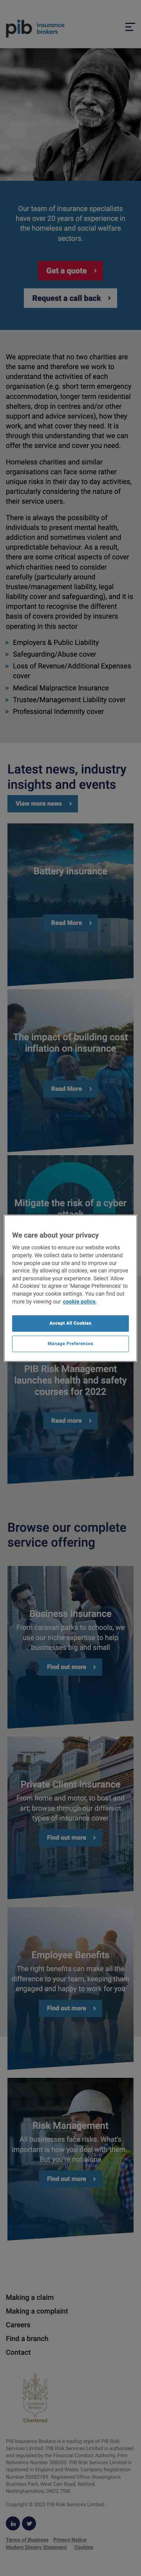 pib insurance
brokers
Our team of insurance specialists
have over 20 years of experience in
the homeless and social welfare
sectors.
Get a quote
Request a call back
We appreciate that no two charities are
the same and therefore we work to
understand the activities of each
organisation (e.g. short term emergency
accommodation, longer term rentals,
shelters, drop in centres and/or other
support and advice services), how they
work, and what cover they need. It is
through this understanding that we can
offer the service and cover you need.
Homeless charities and similar
organisations can have to undertake
unique risks in their day to day activities,
particularly considering the nature of
their service users.
There is always the possibility of
individuals to present with alcohol or
drug problems, infectious diseases,
addiction and sometimes violent and
unpredictable behaviour. As a result,
some of the most critical aspects of cover
which charities need to consider
carefully (particularly around
trustee/management liability, legal
liability cover and safeguarding), and it is
important to recognise the different
basis of covers provided by insurers
operating in this sector
Employers & Public Liability
Safeguarding/Abuse cover
Loss of Revenue/Additional Expenses
cover
Medical Malpractice Insurance
Trustee/Management Liability cover
Professional Indemnity cover
Latest news, industry
insights and events
View more news
Battery Insurance
Read More
The impact of building cost
inflation on insurance
Read More
Mitigate the risk of a cyber
attack
We care about your privacy
We use cookies to ensure our website works
properly. We also collect data to better understand
how people use our site and to improve our
service. By allowing cookies, we can improve
and personalise your experience. Select 'Allow
All Cookies' to agree or 'Manage Preferences' to
change your cookies settings. You can find out
more by viewing our cookie policy.
Accept All Cookies
Manage Preferences
PIB Risk Management
launches health and safety
courses for 2022
Read more
Browse our complete
service offering
Business Insurance
From caravan parks to schools, we
use our niche expertise to help
businesses big and small
Find out more
Private Client Insurance
From home and motor, to boat and
art; browse through our different
types of insurance cover
Find out more
Employee Benefits
The right benefits can make all the
difference to your team, keeping them
engaged and happy to work for you
Find out more
Risk Management
All businesses face risks. What's
important is how you deal with them.
But you're not alone.
Find out more
Making a claim
Making a complaint
Careers
Find a branch
Contact
Chartered
PIB Insurance Brokers is a trading style of PIB Risk
Services Limited. PIB Risk Services Limited is authorised
and regulated by the Financial Conduct Authority, Firm
Reference Number 308333. PIB Risk Services Limited is
registered in England and Wales. Company Registration
Number 02682789. Registered Office: Rossington's
Business Park, West Carr Road, Retford,
Nottinghamshire, DN22 7SW.
Copyright © 2022 PIB Risk Services Limited.
Terms of Business Privacy Notice
Modern Slavery Statement Cookies